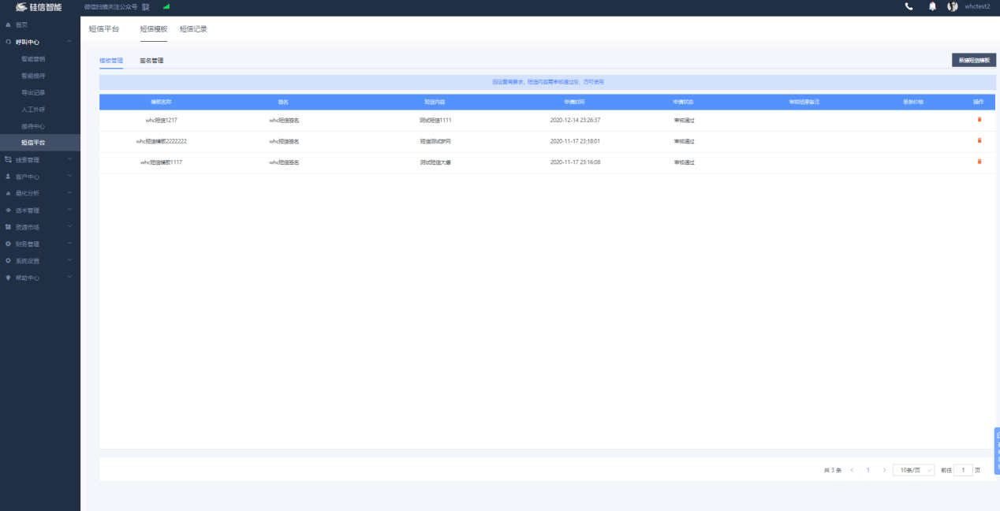 硅信智能 微信扫描关注公众号 whctest2
首页
呼叫中心
智能营销
智能接待
导出记录
人工外呼
接待中心
短信平台
线索管理
客户中心
量化分析
话术管理
资源市场
财务管理
系统设置
帮助中心
短信平台 短信模板 短信记录
模板管理 签名管理 新建短信模板
因运营商要求，短信内容需审核通过后，方可使用
模板名称 签名 短信内容 申请时间 申请状态 审核结果备注 单条价格 操作
whc短信1217 whc短信签名 测试短信1111 2020-12-14 23:26:37 审核通过
whc短信模板2222222 whc短信签名 短信测试梦网 2020-11-17 23:18:01 审核通过
whc短信模板1117 whc短信签名 测试短信大唐 2020-11-17 23:16:08 审核通过
共 3 条 1 10条/页 前往 1 页